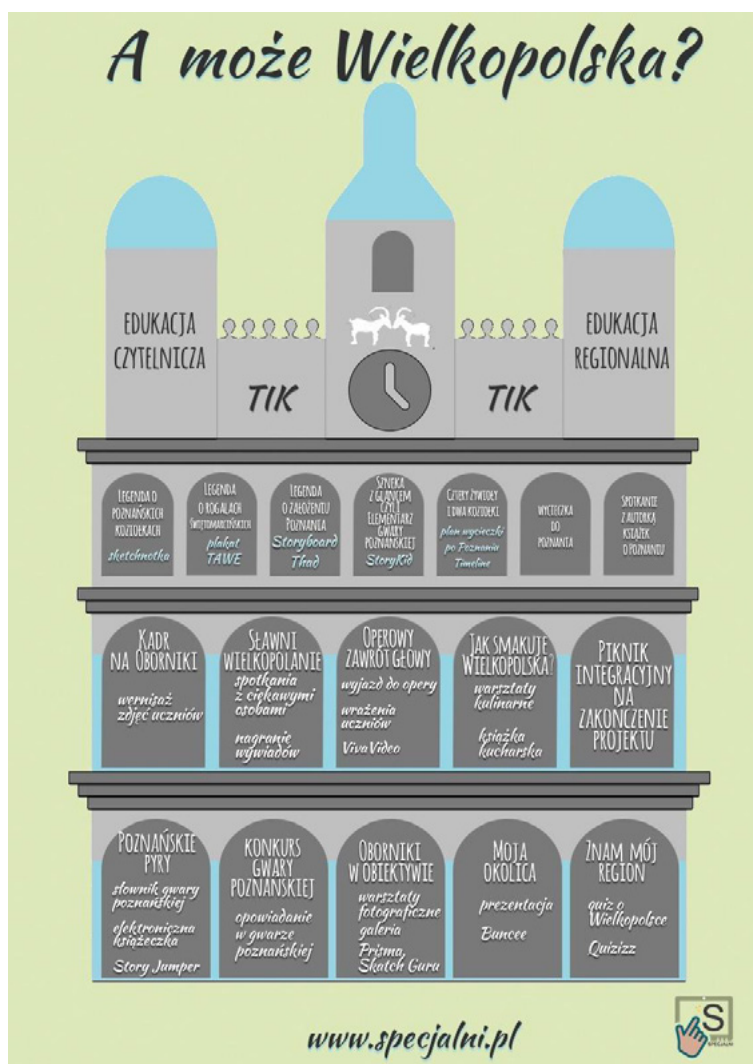 A może Wielkopolska?
EDUKACJA
CZYTELNICZA
TIK
TIK
EDUKACJA
REGIONALNA
LEGENDA O
POZNAŃSKICH
KOZIOŁKACH
sketchnotka
LEGENDA
O ROGALACH
ŚWIĘTOMARCIŃSKICH
plakat
TAWE
LEGENDA
O ZAŁOŻENIU
POZNANIA
Storyboard
Thad
SZNEKA
Z GLANCEM
CZYLI
ELEMENTARZ
GWARY
POZNAŃSKIEJ
StoryKid
CZTERY ŻYWIOŁY
I DWA KOZIOŁKI
plan wycieczki
po Poznaniu
Timeline
WYCIECZKA
DO
POZNANIA
SPOTKANIE
Z AUTORKĄ
KSIĄŻEK
O POZNANIU
KADR
NA OBORNIKI
wernisaż
zdjęć uczniów
SŁAWNI
WIELKOPOLANIE
spotkania
z ciekawymi
osobami
nagranie
wywiadów
OPEROWY
ZAWRÓT GŁOWY
wyjazd do opery
wrażenia
uczniów
VivaVideo
JAK SMAKUJE
WIELKOPOLSKA?
warsztaty
kulinarne
książka
kucharska
PIKNIK
INTEGRACYJNY
NA
ZAKOŃCZENIE
PROJEKTU
POZNAŃSKIE
PYRY
słownik gwary
poznańskiej
elektroniczna
książeczka
Story Jumper
KONKURS
GWARY
POZNAŃSKIEJ
opowiadanie
w gwarze
poznańskiej
OBORNIKI
W OBIEKTYWIE
warsztaty
fotograficzne
galeria
Prisma
Skatch Guru
MOJA
OKOLICA
prezentacja
Buncee
ZNAM MÓJ
REGION
quiz o
Wielkopolsce
Quizizz
www.specjalni.pl
S